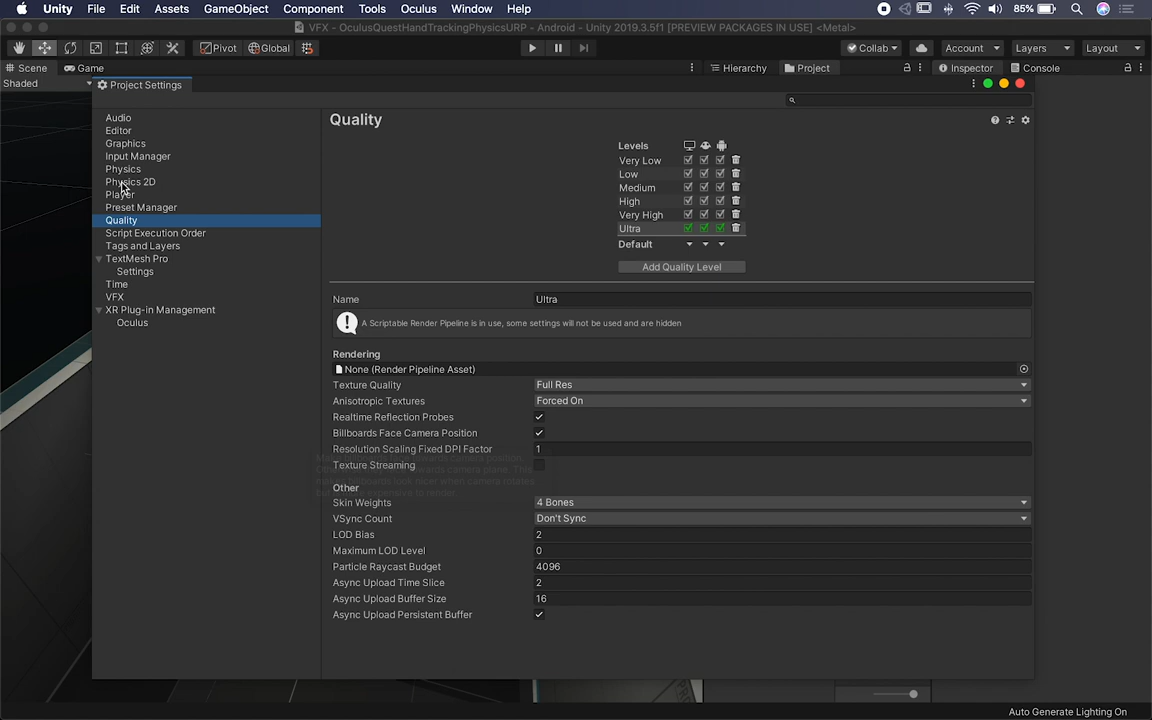 Unity File Edit Assets GameObject Component Tools Oculus Window Help 85%
VFX - OculusQuestHandTrackingPhysicsURP - Android - Unity 2019.3.5f1 [PREVIEW PACKAGES IN USE] <Metal>
Pivot Global Collab Account Layers Layout
Scene Game Hierarchy Project Inspector Console
Shaded Project Settings
Audio
Editor
Graphics
Input Manager
Physics
Physics 2D
Player
Preset Manager
Quality
Script Execution Order
Tags and Layers
TextMesh Pro
Settings
Time
VFX
XR Plug-in Management
Oculus
Quality
Levels
Very Low
Low
Medium
High
Very High
Ultra
Default
Add Quality Level
Name Ultra
A Scriptable Render Pipeline is in use, some settings will not be used and are hidden
Rendering
None (Render Pipeline Asset)
Texture Quality Full Res
Anisotropic Textures Forced On
Realtime Reflection Probes
Billboards Face Camera Position
Resolution Scaling Fixed DPI Factor 1
Texture Streaming
Other
Skin Weights 4 Bones
VSync Count Don't Sync
LOD Bias 2
Maximum LOD Level 0
Particle Raycast Budget 4096
Async Upload Time Slice 2
Async Upload Buffer Size 16
Async Upload Persistent Buffer
Auto Generate Lighting On